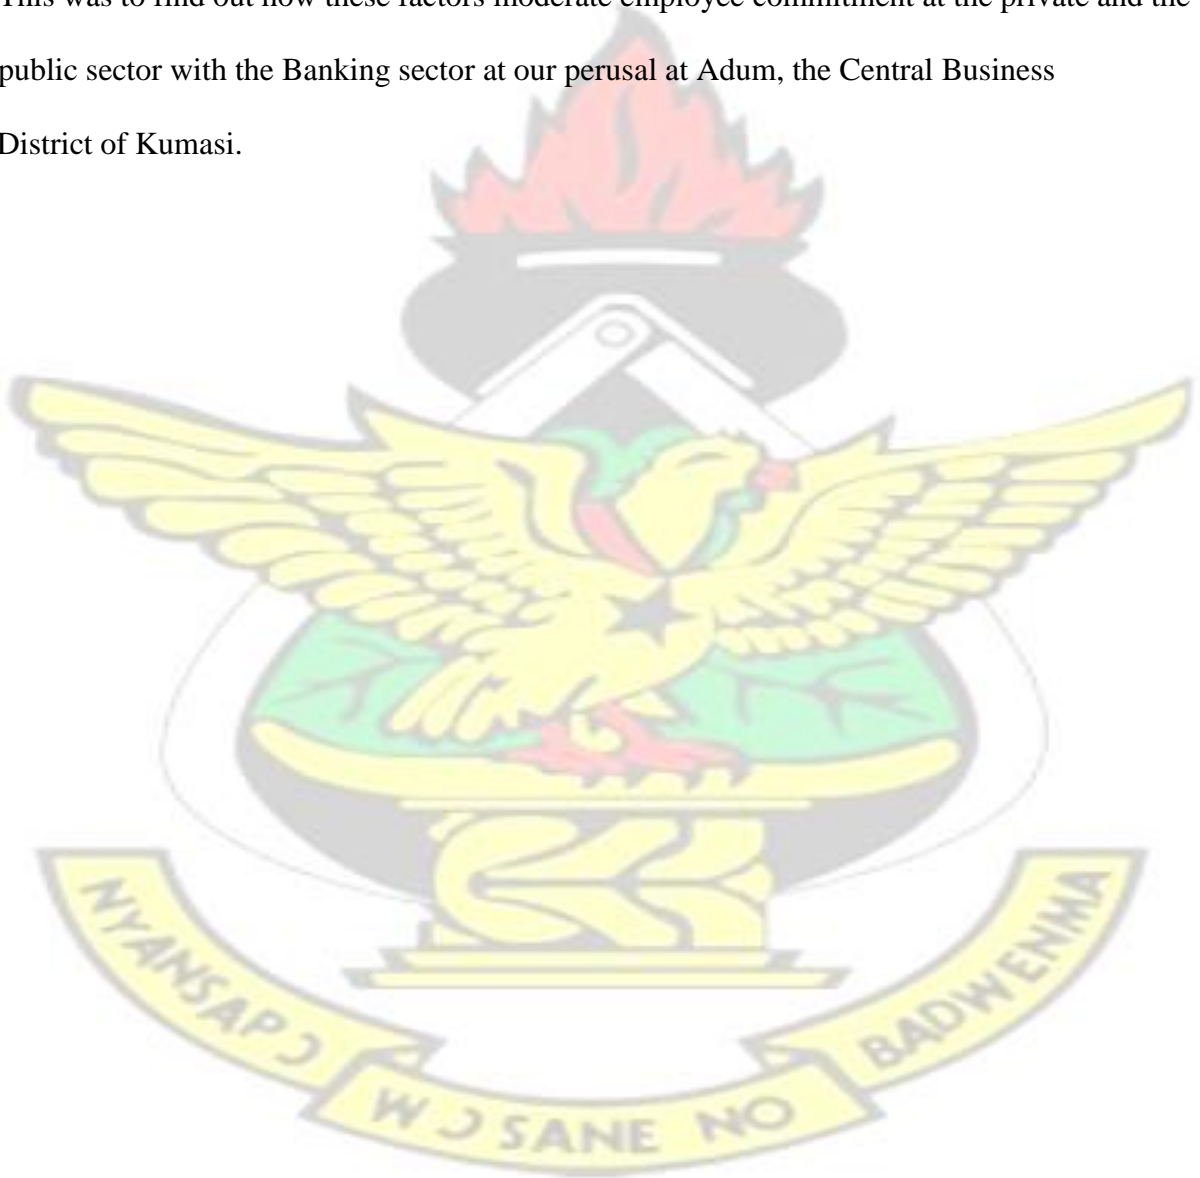 This was to find out how these factors moderate employee commitment at the private and the
public sector with the Banking sector at our perusal at Adum, the Central Business
District of Kumasi.
NYANSAPƆ
WƆSANE NO
BADWENMA